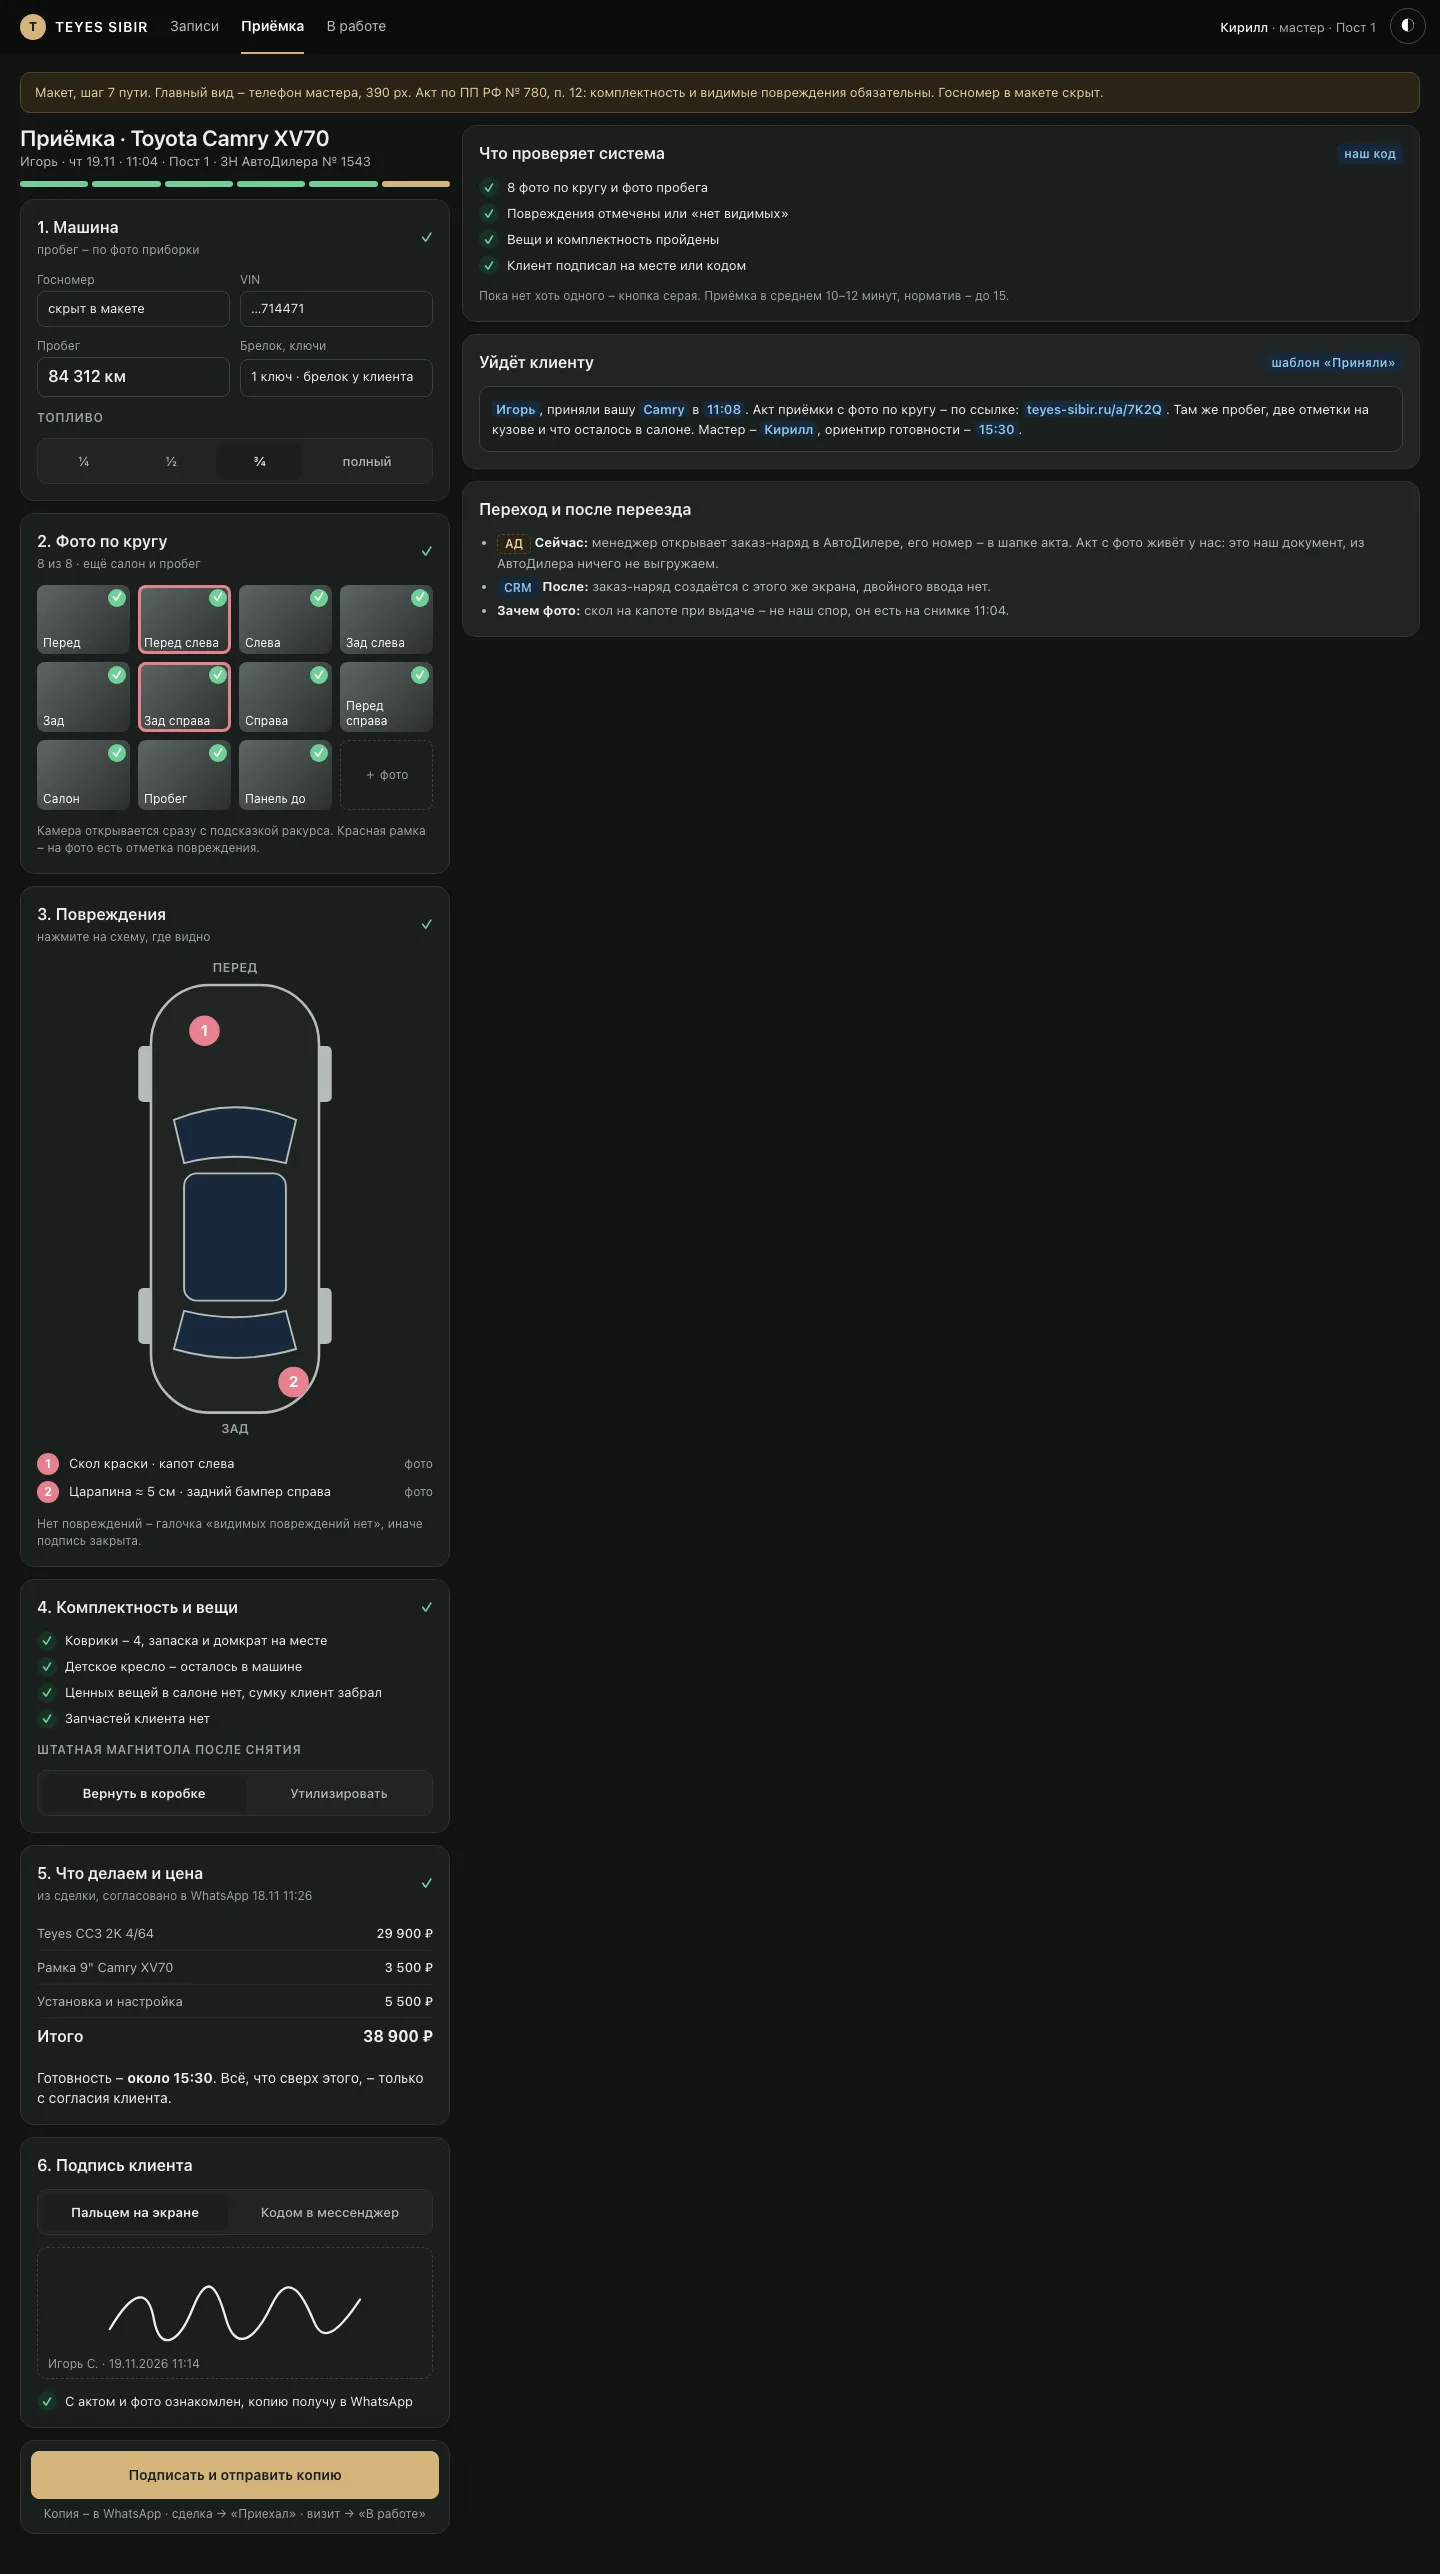 T TEYES SIBIR Записи Приёмка В работе Кирилл · мастер · Пост 1
Макет, шаг 7 пути. Главный вид – телефон мастера, 390 px. Акт по ПП РФ № 780, п. 12: комплектность и видимые повреждения обязательны. Госномер в макете скрыт.
Приёмка · Toyota Camry XV70
Игорь · чт 19.11 · 11:04 · Пост 1 · ЗН АвтоДилера № 1543
1. Машина
пробег – по фото приборки
Госномер VIN
скрыт в макете …714471
Пробег Брелок, ключи
84 312 км 1 ключ · брелок у клиента
ТОПЛИВО
¼ ½ ¾ полный
2. Фото по кругу
8 из 8 · ещё салон и пробег
Перед Перед слева Слева Зад слева
Зад Зад справа Справа Перед справа
Салон Пробег Панель до + фото
Камера открывается сразу с подсказкой ракурса. Красная рамка
– на фото есть отметка повреждения.
3. Повреждения
нажмите на схему, где видно
ПЕРЕД
1
2
ЗАД
1 Скол краски · капот слева фото
2 Царапина ≈ 5 см · задний бампер справа фото
Нет повреждений – галочка «видимых повреждений нет», иначе
подпись закрыта.
4. Комплектность и вещи
Коврики – 4, запаска и домкрат на месте
Детское кресло – осталось в машине
Ценных вещей в салоне нет, сумку клиент забрал
Запчастей клиента нет
ШТАТНАЯ МАГНИТОЛА ПОСЛЕ СНЯТИЯ
Вернуть в коробке Утилизировать
5. Что делаем и цена
из сделки, согласовано в WhatsApp 18.11 11:26
Teyes CC3 2K 4/64 29 900 ₽
Рамка 9" Camry XV70 3 500 ₽
Установка и настройка 5 500 ₽
Итого 38 900 ₽
Готовность – около 15:30. Всё, что сверх этого, – только
с согласия клиента.
6. Подпись клиента
Пальцем на экране Кодом в мессенджер
Игорь С. · 19.11.2026 11:14
С актом и фото ознакомлен, копию получу в WhatsApp
Подписать и отправить копию
Копия – в WhatsApp · сделка → «Приехал» · визит → «В работе»
Что проверяет система наш код
8 фото по кругу и фото пробега
Повреждения отмечены или «нет видимых»
Вещи и комплектность пройдены
Клиент подписал на месте или кодом
Пока нет хоть одного – кнопка серая. Приёмка в среднем 10–12 минут, норматив – до 15.
Уйдёт клиенту шаблон «Приняли»
Игорь, приняли вашу Camry в 11:08. Акт приёмки с фото по кругу – по ссылке: teyes-sibir.ru/a/7K2Q. Там же пробег, две отметки на
кузове и что осталось в салоне. Мастер – Кирилл, ориентир готовности – 15:30.
Переход и после переезда
• АД Сейчас: менеджер открывает заказ-наряд в АвтоДилере, его номер – в шапке акта. Акт с фото живёт у нас: это наш документ, из
АвтоДилера ничего не выгружаем.
• CRM После: заказ-наряд создаётся с этого же экрана, двойного ввода нет.
• Зачем фото: скол на капоте при выдаче – не наш спор, он есть на снимке 11:04.